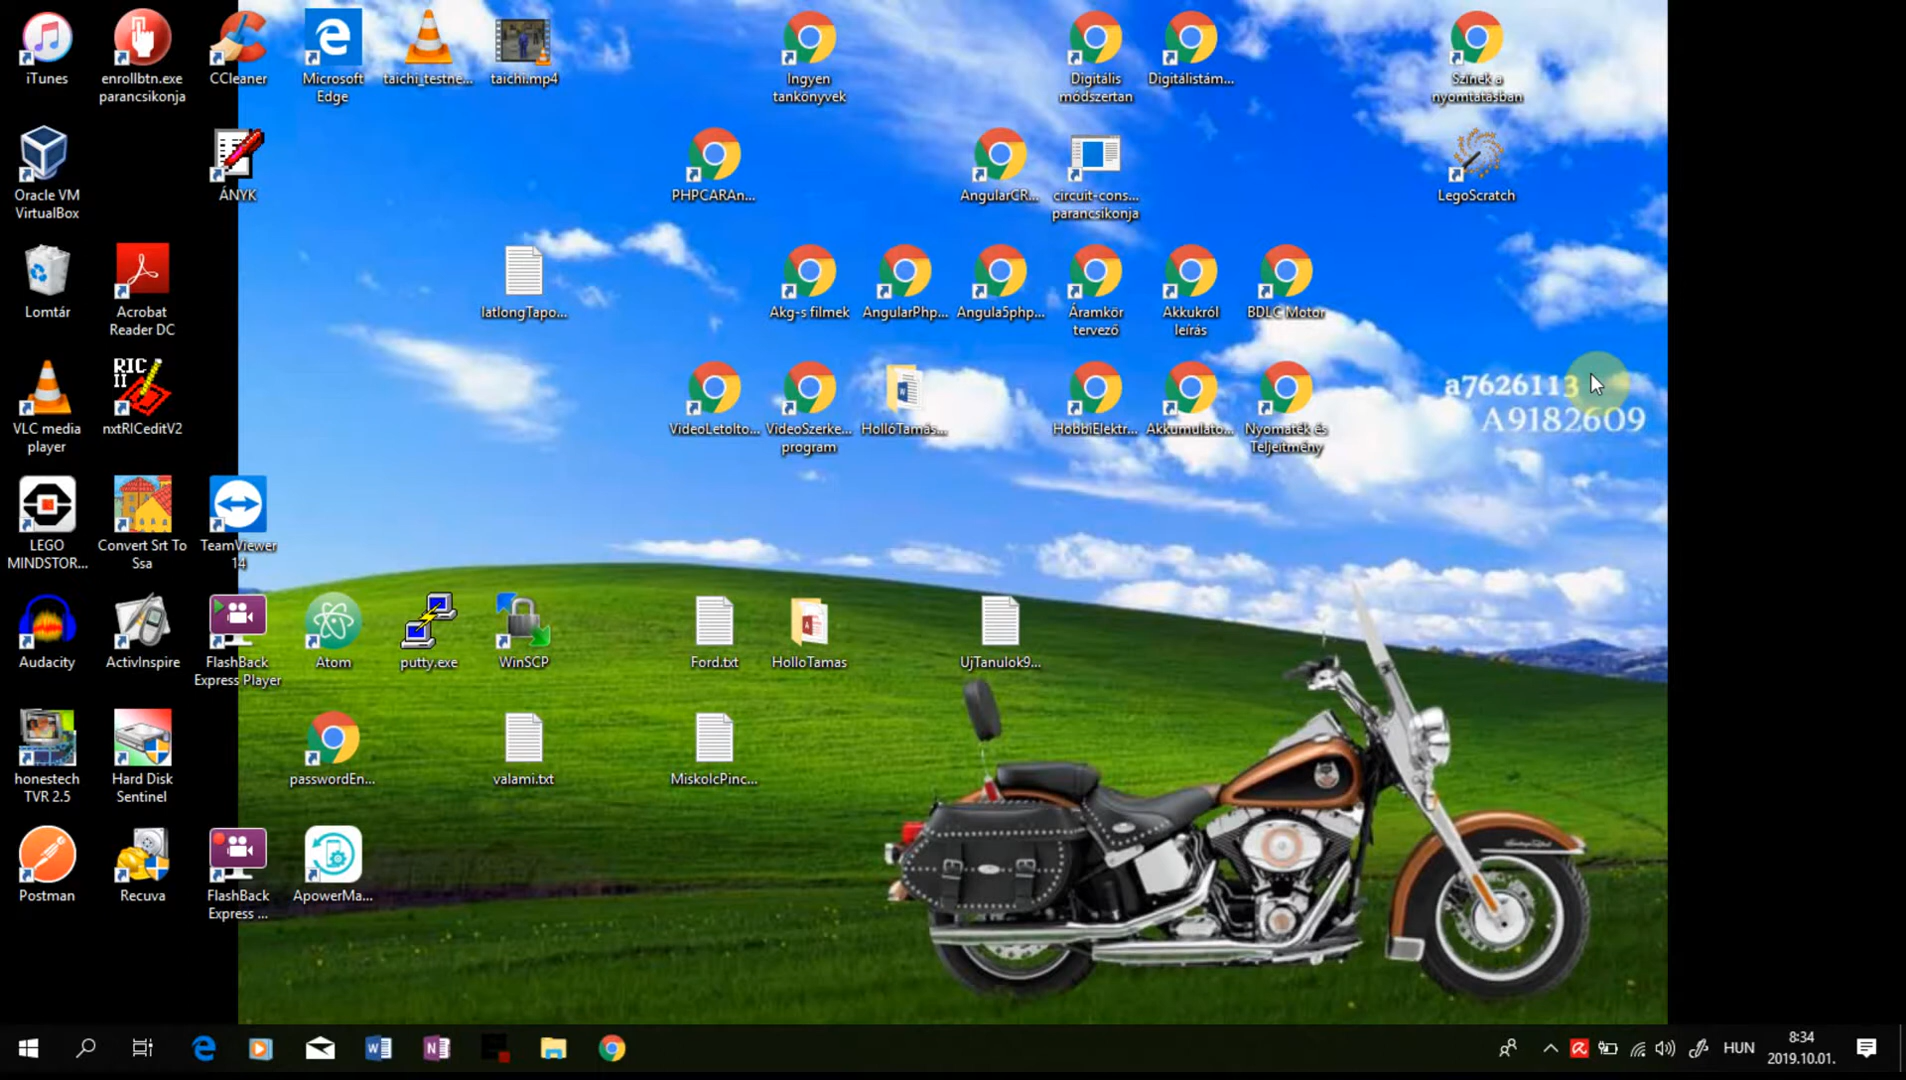 iTunes
enrollbtn.exe
parancsikonja
CCleaner
Microsoft
Edge
taichi_testne...
taichi.mp4
Ingyen
tankönyvek
Digitális
módszertan
Digitálistám...
Színek a
nyomtatásban
Oracle VM
VirtualBox
ÁNYK
PHPCARAn...
AngularCR...
circuit-cons...
parancsikonja
LegoScratch
Lomtár
Acrobat
Reader DC
latlongTapo...
Akg-s filmek
AngularPhp...
Angula5php...
Áramkör
tervező
Akkukról
leírás
BDLC Motor
RIC
II
VLC media
player
nxtRICeditV2
VideoLetolto...
VideoSzerke...
program
HollóTamás...
HobbiElektr...
Akkumuláto...
Nyomaték és
Teljeítmény
a7626113
A9182609
LEGO
MINDSTOR...
Convert Srt To
Ssa
TeamViewer
14
Audacity
ActivInspire
FlashBack
Express Player
Atom
putty.exe
WinSCP
Ford.txt
HolloTamas
UjTanulok9...
honestech
TVR 2.5
Hard Disk
Sentinel
passwordEn...
valami.txt
MiskolcPinc...
Postman
Recuva
FlashBack
Express ...
ApowerMa...
HUN
8:34
2019.10.01.